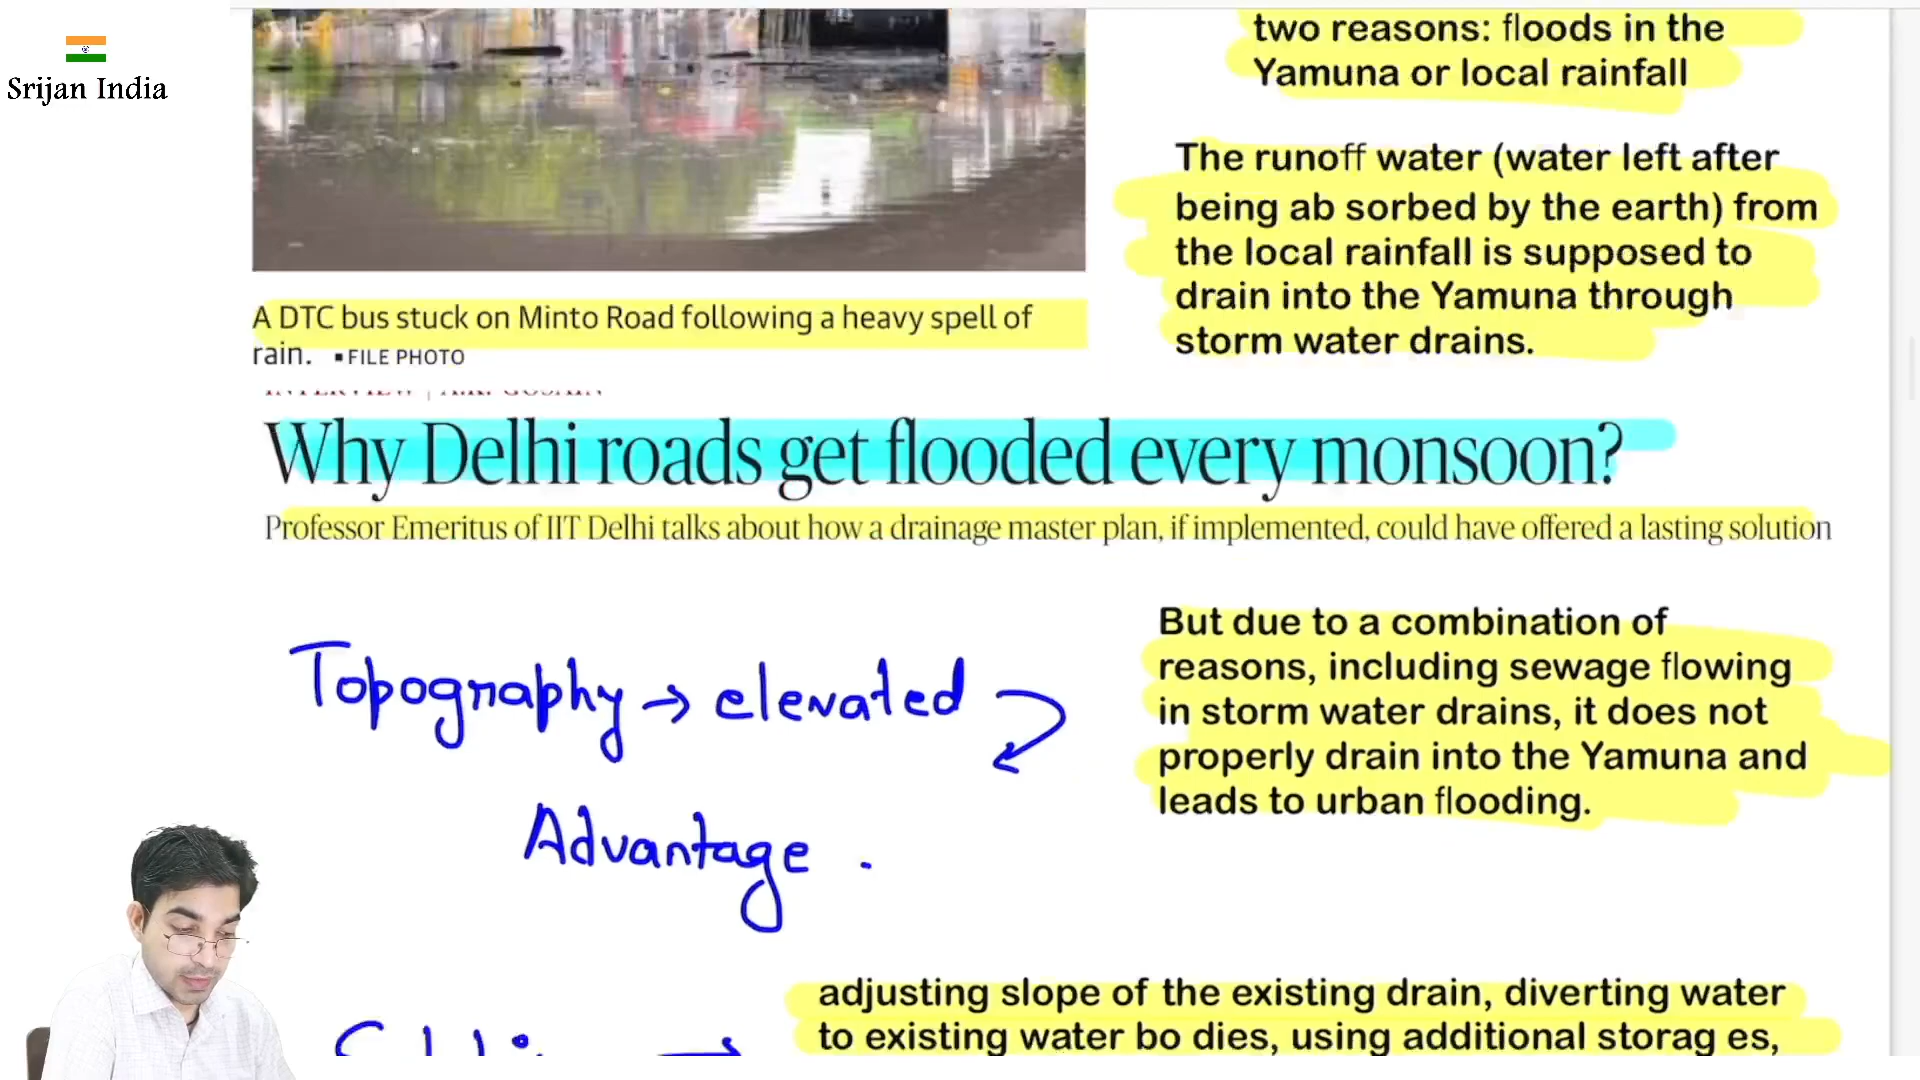 Srijan India
two reasons: floods in the
Yamuna or local rainfall
The runoff water (water left after
being ab sorbed by the earth) from
the local rainfall is supposed to
drain into the Yamuna through
storm water drains.
A DTC bus stuck on Minto Road following a heavy spell of
rain. ▪ FILE PHOTO
INTERVIEW | A.K. GOSAIN
Why Delhi roads get flooded every monsoon?
Professor Emeritus of IIT Delhi talks about how a drainage master plan, if implemented, could have offered a lasting solution
Topography → elevated
Advantage .
But due to a combination of
reasons, including sewage flowing
in storm water drains, it does not
properly drain into the Yamuna and
leads to urban flooding.
adjusting slope of the existing drain, diverting water
to existing water bo dies, using additional storag es,